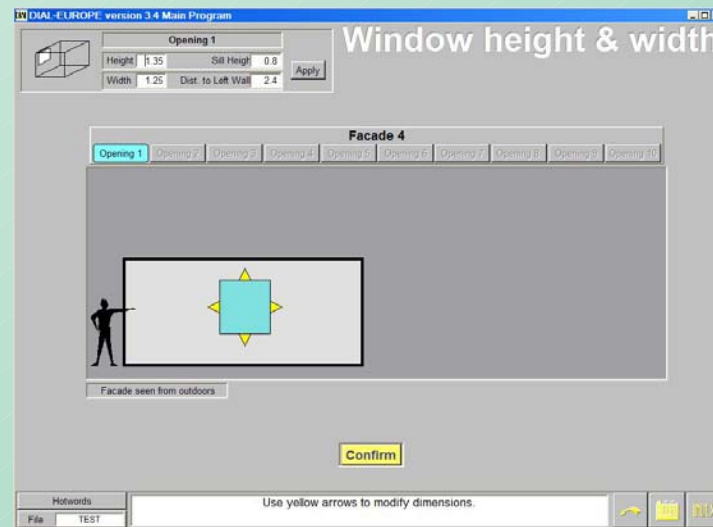 DIAL-EUROPE version 3.4 Main Program
Window height & width
Opening 1
Height 1.35 Sill Heigh 0.8
Width 1.25 Dist. to Left Wall 2.4
Apply
Facade 4
Opening 1 Opening 2 Opening 3 Opening 4 Opening 5 Opening 6 Opening 7 Opening 8 Opening 9 Opening 10
Facade seen from outdoors
Confirm
Hotwords
Use yellow arrows to modify dimensions.
File TEST